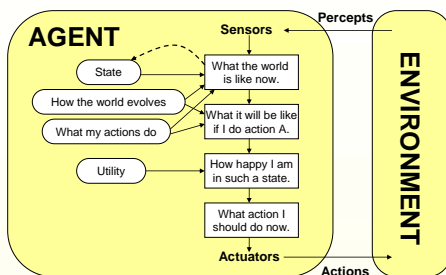 AGENT
Sensors
Percepts
ENVIRONMENT
State
What the world
is like now.
How the world evolves
What my actions do
What it will be like
if I do action A.
Utility
How happy I am
in such a state.
What action I
should do now.
Actuators
Actions